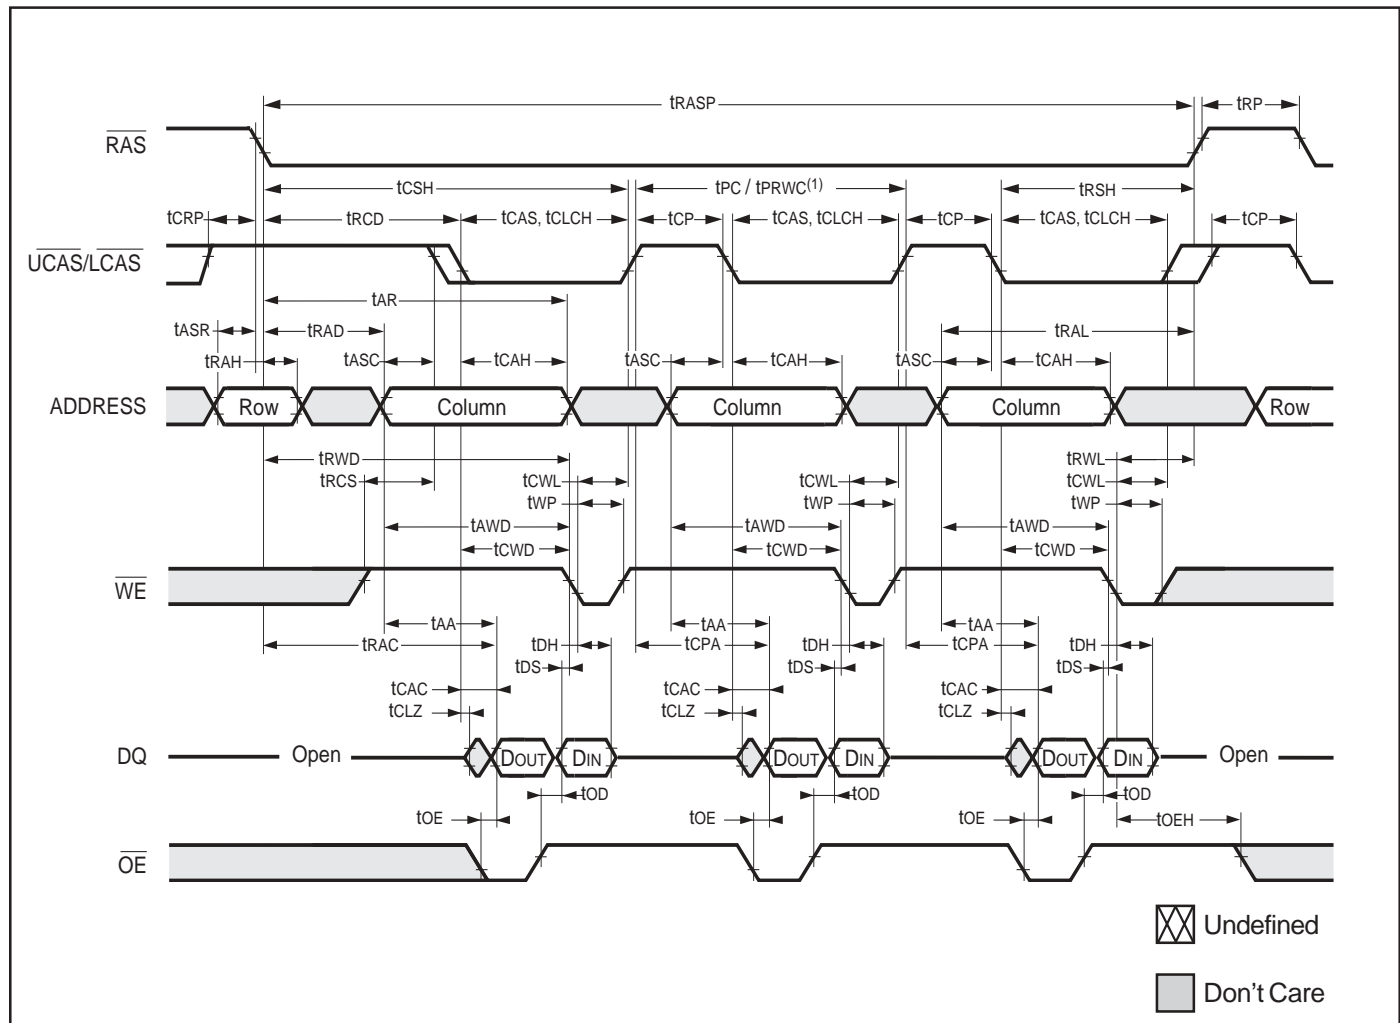 tRASP tRP
RAS
tCSH tPC / tPRWC(1) tRSH
tCRP tRCD tCAS, tCLCH tCP tCAS, tCLCH tCP tCAS, tCLCH tCP
UCAS/LCAS
tAR
tASR tRAD tRAL
tRAH tASC tCAH tASC tCAH tASC tCAH
ADDRESS Row Column Column Column Row
tRWD tRWL
tRCS tCWL tCWL tCWL
tWP tWP tWP
tAWD tAWD tAWD
tCWD tCWD tCWD
WE
tAA tAA tAA
tRAC tDH tCPA tDH tCPA tDH
tDS tDS tDS
tCAC tCAC tCAC
tCLZ tCLZ tCLZ
DQ Open DOUT DIN DOUT DIN DOUT DIN Open
tOD tOD tOD
tOE tOE tOE tOEH
OE
Undefined
Don't Care